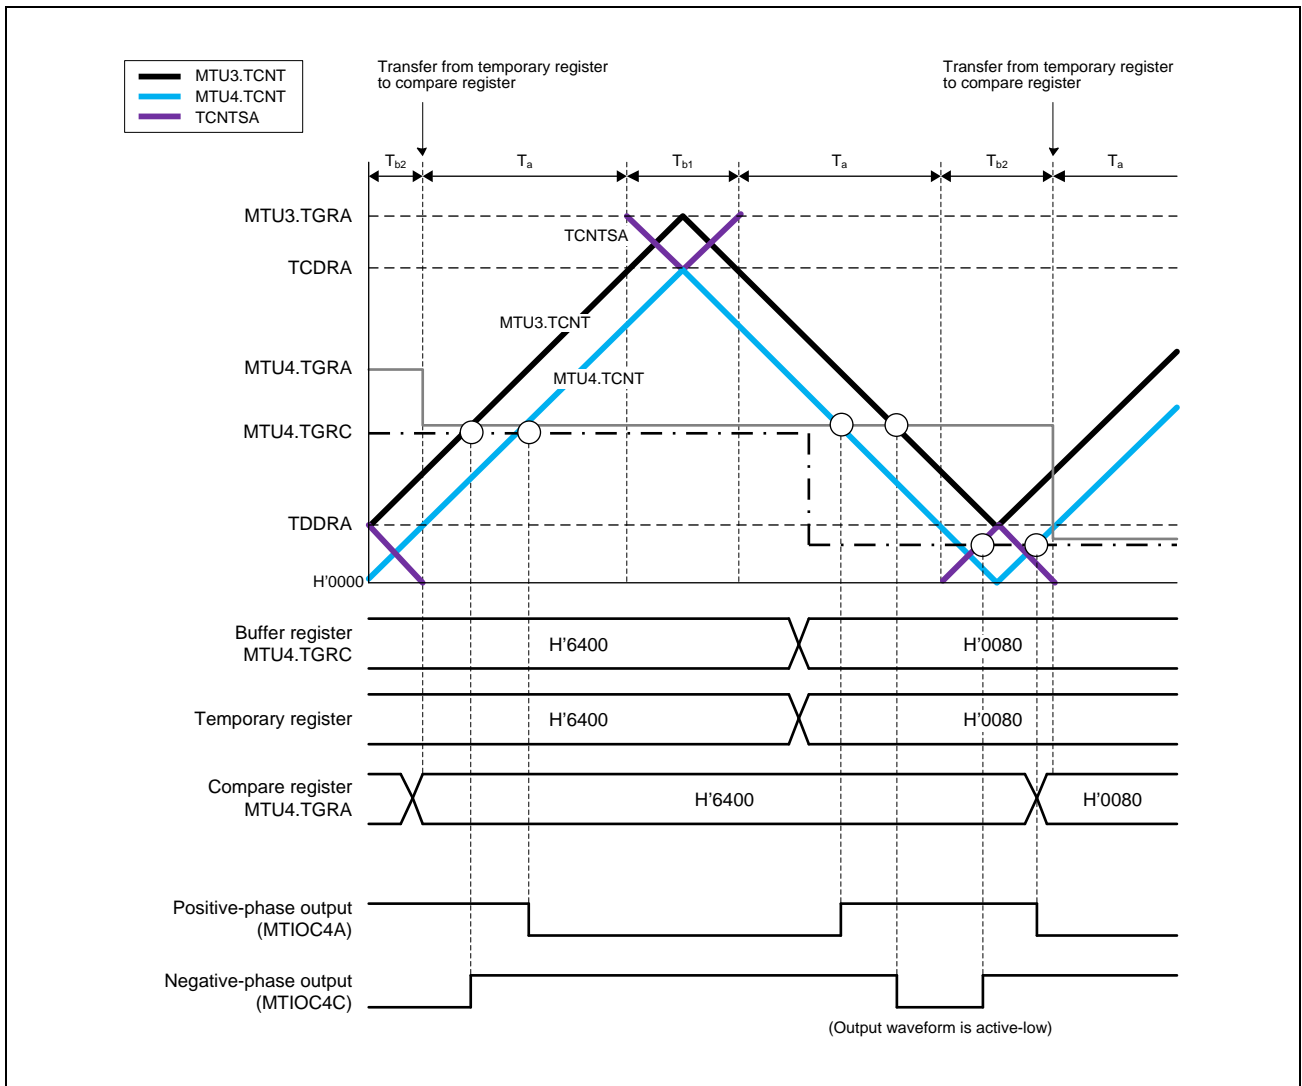 MTU3.TCNT
MTU4.TCNT
TCNTSA
Transfer from temporary register
to compare register
Transfer from temporary register
to compare register
Tb2
Ta
Tb1
Ta
Tb2
Ta
MTU3.TGRA
TCNTSA
TCDRA
MTU3.TCNT
MTU4.TGRA
MTU4.TCNT
MTU4.TGRC
TDDRA
H'0000
Buffer register
MTU4.TGRC
H'6400
H'0080
Temporary register
H'6400
H'0080
Compare register
MTU4.TGRA
H'6400
H'0080
Positive-phase output
(MTIOC4A)
Negative-phase output
(MTIOC4C)
(Output waveform is active-low)